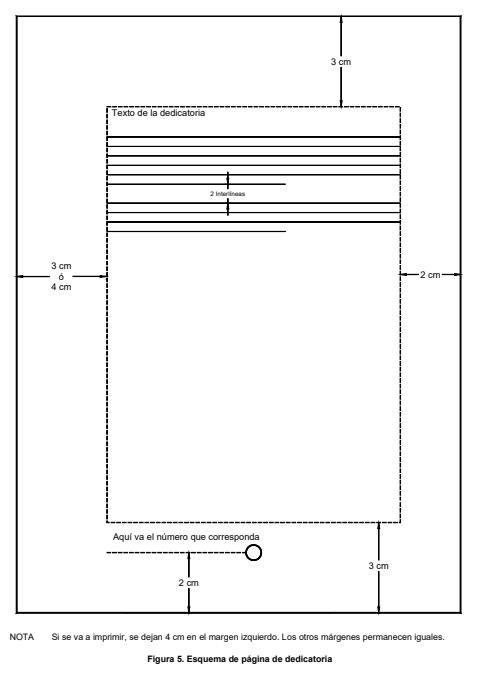 3 cm
Texto de la dedicatoria
2 Interlíneas
3 cm
ó
4 cm
2 cm
Aquí va el número que corresponda
3 cm
2 cm
NOTA Si se va a imprimir, se dejan 4 cm en el margen izquierdo. Los otros márgenes permanecen iguales.
Figura 5. Esquema de página de dedicatoria